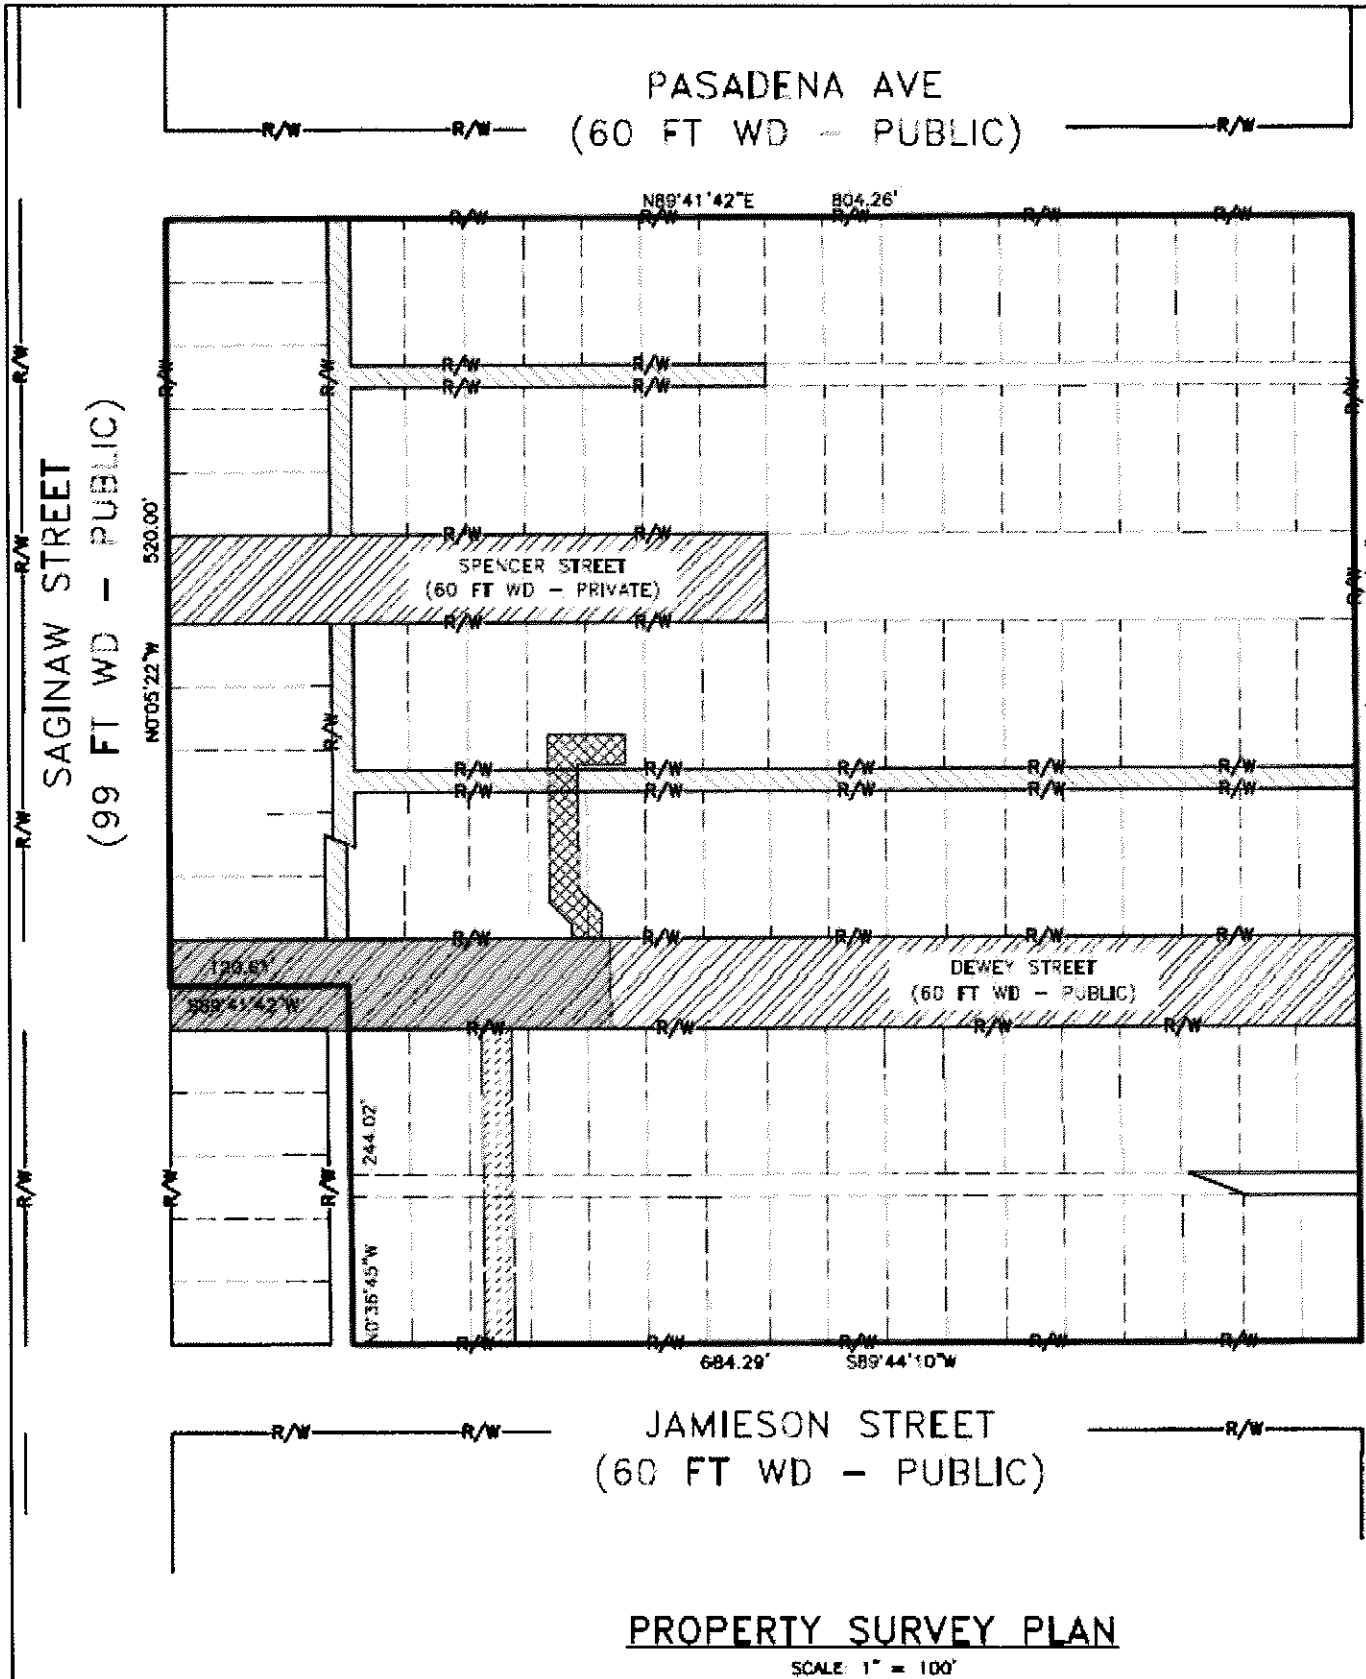 PASADENA AVE
R/W R/W (60 FT WD - PUBLIC) R/W
N89°41'42"E 804.26'
R/W R/W R/W R/W R/W
R/W R/W
R/W R/W R/W R/W R/W
R/W R/W
SAGINAW STREET
(99 FT WD - PUBLIC)
N0°05'22"W 520.00'
R/W R/W
R/W SPENCER STREET
(60 FT WD - PRIVATE) R/W
R/W R/W
R/W
R/W R/W R/W R/W R/W
R/W R/W R/W R/W R/W
R/W
R/W R/W R/W R/W R/W
120.61'
DEWEY STREET
(60 FT WD - PUBLIC)
S89°41'42"W
R/W R/W R/W R/W
244.02'
N0°36'45"W
R/W R/W R/W
R/W R/W R/W R/W R/W
684.29' S89°44'10"W
JAMIESON STREET
R/W R/W R/W
(60 FT WD - PUBLIC)
PROPERTY SURVEY PLAN
SCALE: 1" = 100'